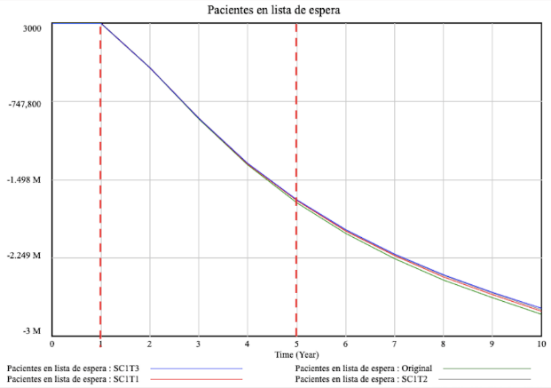 Pacientes en lista de espera
3000
-747,800
-1.498 M
-2.249 M
-3 M
0 1 2 3 4 5 6 7 8 9 10
Time (Year)
Pacientes en lista de espera : SC1T3 Pacientes en lista de espera : Original
Pacientes en lista de espera : SC1T1 Pacientes en lista de espera : SC1T2